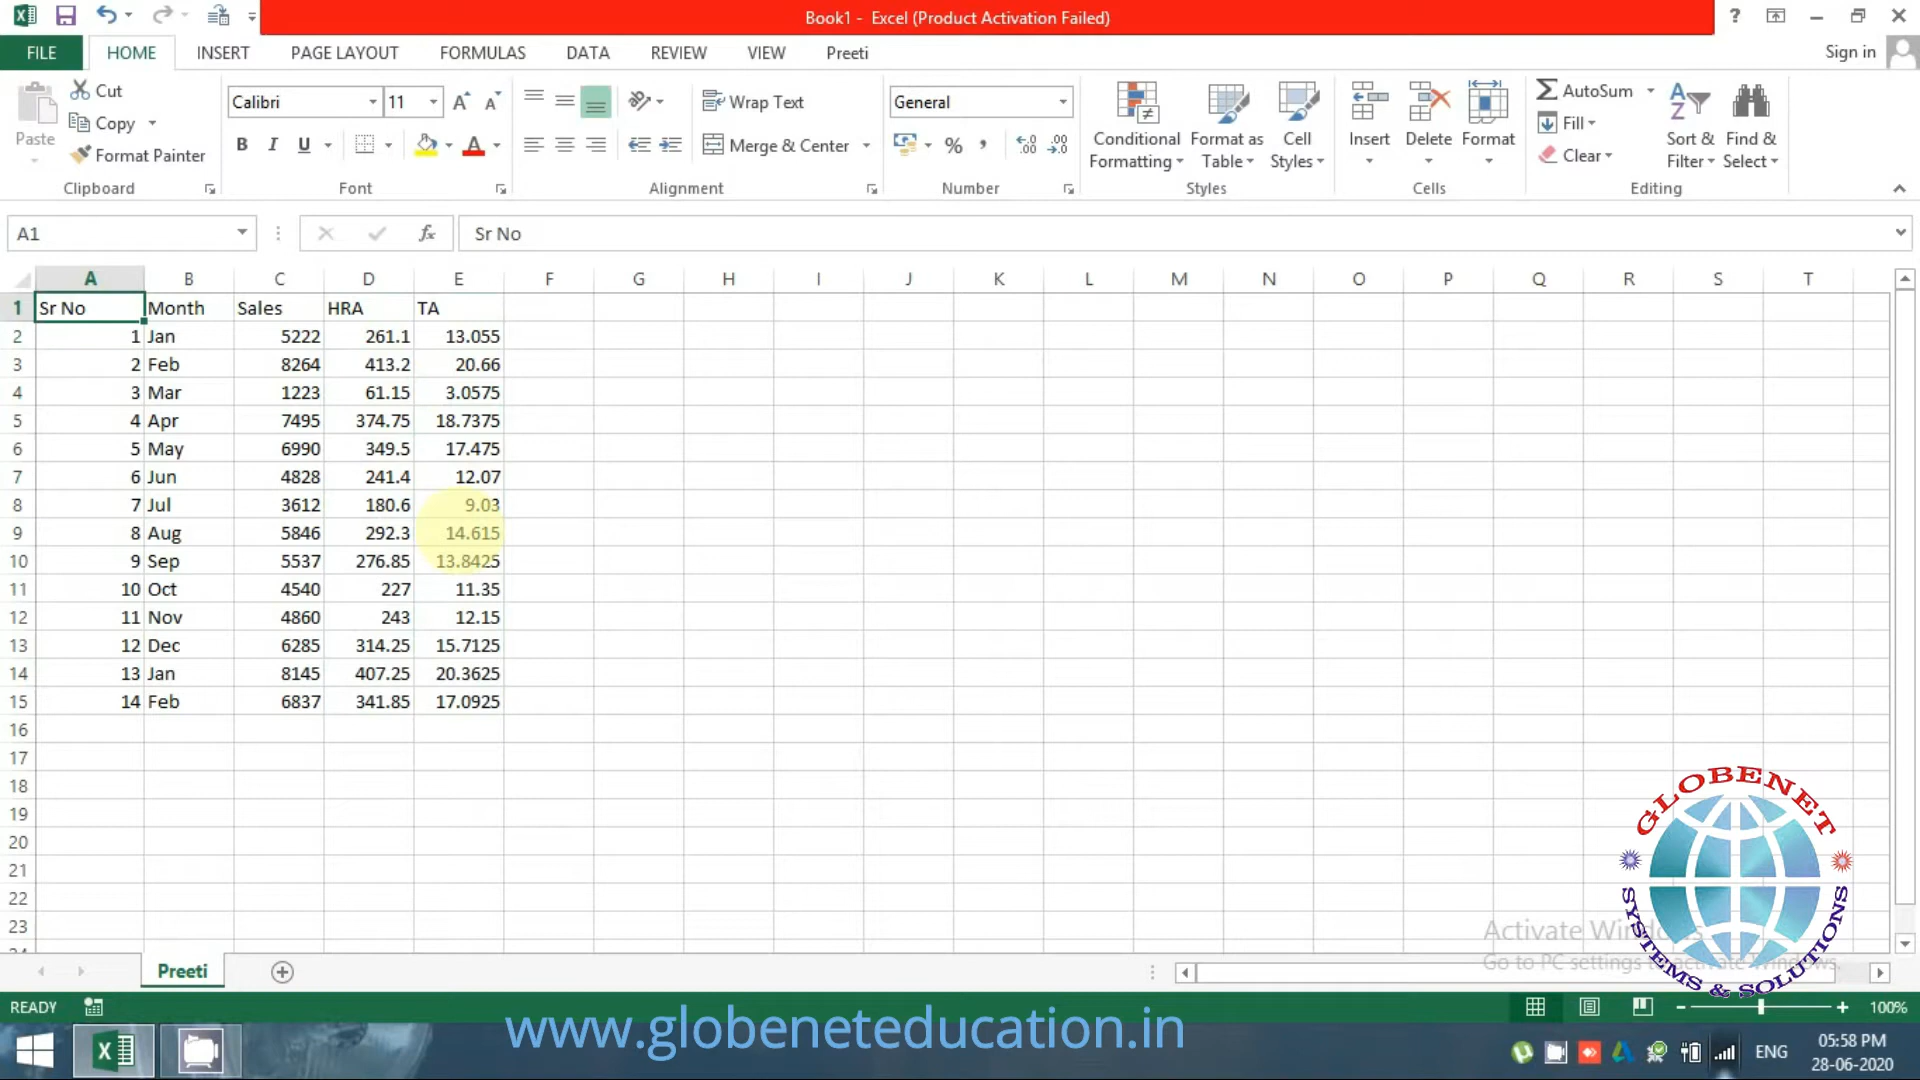 Book1 - Excel (Product Activation Failed)
FILE HOME INSERT PAGE LAYOUT FORMULAS DATA REVIEW VIEW Preeti Sign in
Paste Cut Copy Format Painter Clipboard
Calibri 11 B I U A Font
Wrap Text Merge & Center Alignment
General % , Number
Conditional Formatting Format as Table Cell Styles Styles
Insert Delete Format Cells
AutoSum Fill Clear Sort & Filter Find & Select Editing
A1 fx Sr No
A B C D E F G H I J K L M N O P Q R S T
1 Sr No Month Sales HRA TA
2 1 Jan 5222 261.1 13.055
3 2 Feb 8264 413.2 20.66
4 3 Mar 1223 61.15 3.0575
5 4 Apr 7495 374.75 18.7375
6 5 May 6990 349.5 17.475
7 6 Jun 4828 241.4 12.07
8 7 Jul 3612 180.6 9.03
9 8 Aug 5846 292.3 14.615
10 9 Sep 5537 276.85 13.8425
11 10 Oct 4540 227 11.35
12 11 Nov 4860 243 12.15
13 12 Dec 6285 314.25 15.7125
14 13 Jan 8145 407.25 20.3625
15 14 Feb 6837 341.85 17.0925
16
17
18
19
20
21
22
23
GLOBENET
SYSTEMS & SOLUTIONS
Activate Windows
Go to PC settings to activate Windows.
Preeti
READY 100%
www.globeneteducation.in
ENG 05:58 PM
28-06-2020